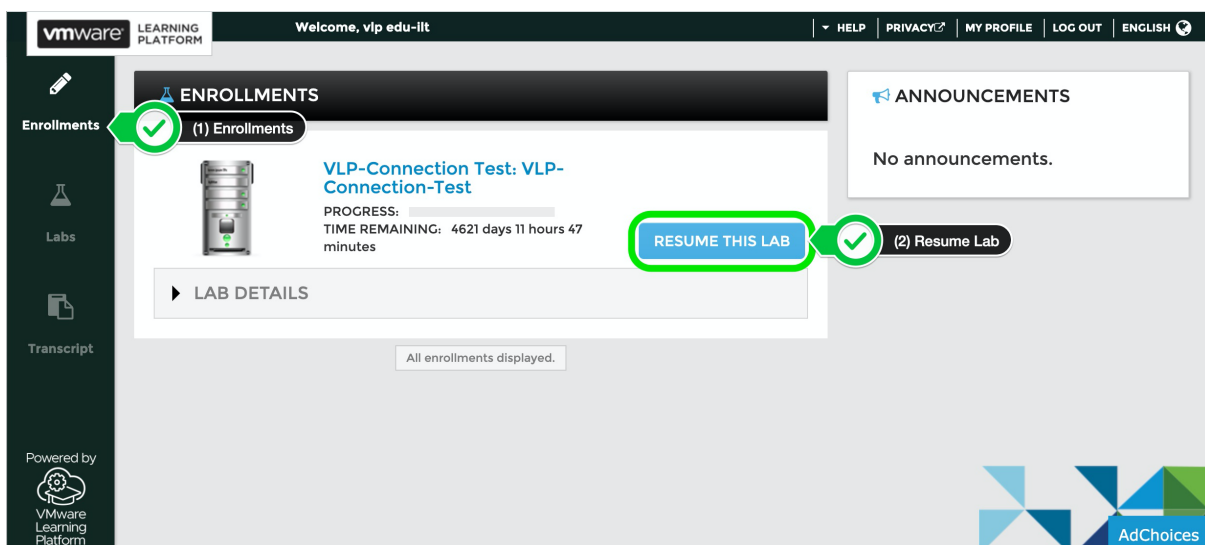 vmware® LEARNING PLATFORM
Welcome, vlp edu-ilt
HELP
PRIVACY
MY PROFILE
LOG OUT
ENGLISH
Enrollments
Labs
Transcript
Powered by
VMware
Learning
Platform
ENROLLMENTS
(1) Enrollments
VLP-Connection Test: VLP-
Connection-Test
PROGRESS:
TIME REMAINING: 4621 days 11 hours 47
minutes
RESUME THIS LAB
(2) Resume Lab
LAB DETAILS
All enrollments displayed.
ANNOUNCEMENTS
No announcements.
AdChoices